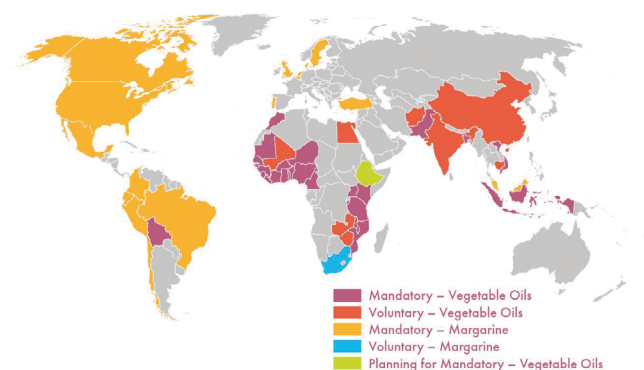 Mandatory – Vegetable Oils
Voluntary – Vegetable Oils
Mandatory – Margarine
Voluntary – Margarine
Planning for Mandatory – Vegetable Oils